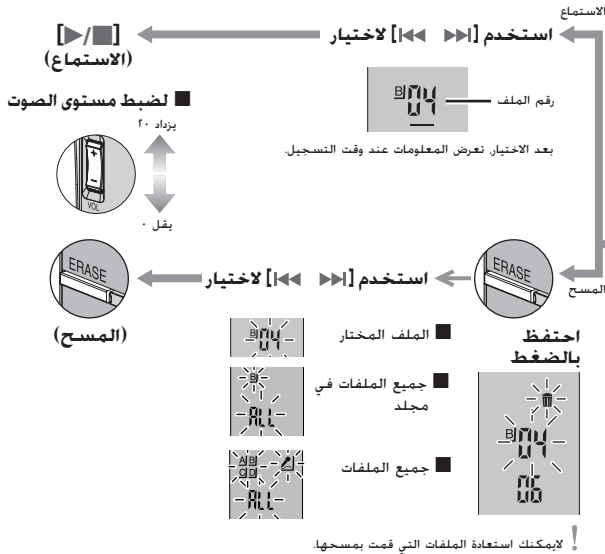 الاستماع
استخدم [⏮ ⏭] لاختيار
[▶/■]
(الاستماع)
B 04
رقم الملف
بعد الاختيار، تعرض المعلومات عند وقت التسجيل.
■ لضبط مستوى الصوت
يزداد ٢٠
+
−
VOL
يقل ٠
المسح
ERASE
استخدم [⏮ ⏭] لاختيار
ERASE
(المسح)
احتفظ
بالضغط
B 04
06
■ الملف المختار
B 04
■ جميع الملفات في
مجلد
B
ALL
■ جميع الملفات
A B
C D
ALL
! لايمكنك استعادة الملفات التي قمت بمسحها.